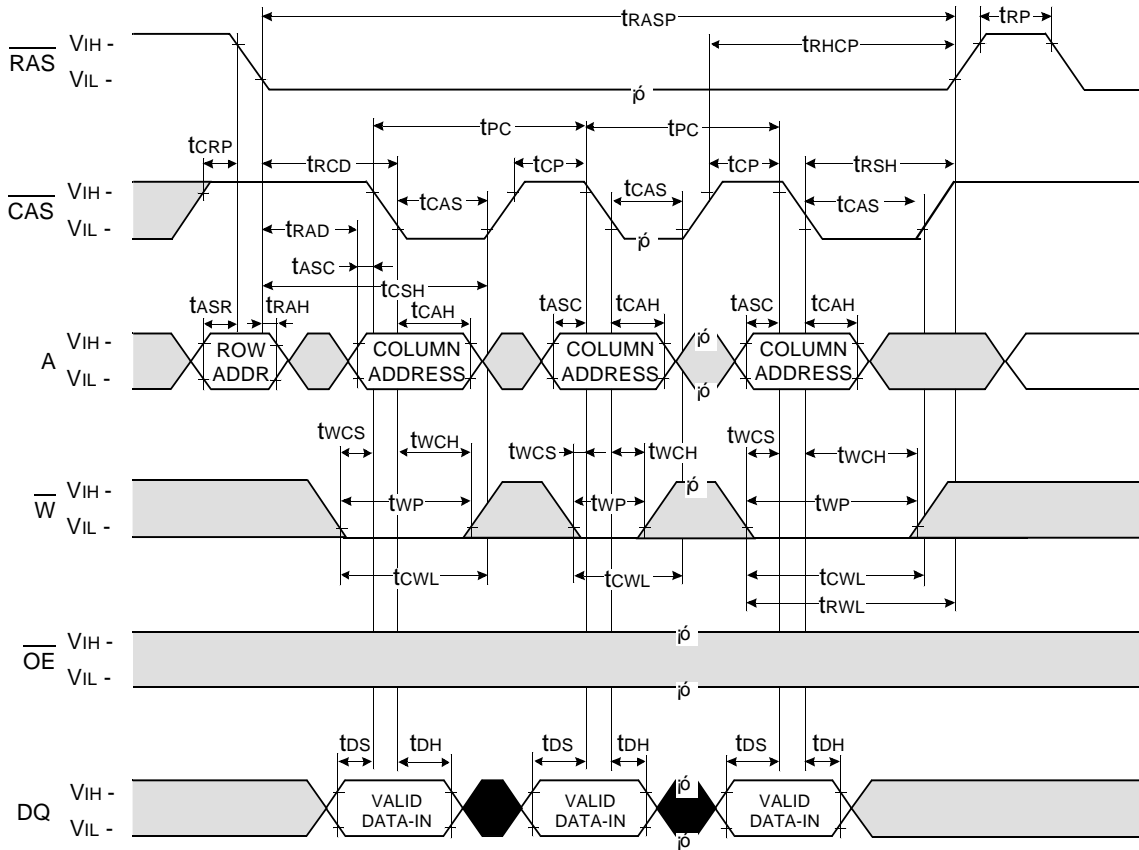 tRASP
tRP
tRHCP
RAS
VIH -
VIL -
¡ó
tPC
tPC
tCRP
tRCD
tCP
tCP
tRSH
CAS
VIH -
VIL -
tCAS
tCAS
tCAS
tRAD
¡ó
tASC
tCSH
tASR
tRAH
tCAH
tASC
tCAH
tASC
tCAH
A
VIH -
VIL -
ROW
ADDR
COLUMN
ADDRESS
COLUMN
ADDRESS
¡ó
¡ó
COLUMN
ADDRESS
tWCS
tWCH
tWCS
tWCH
tWCS
tWCH
W
VIH -
VIL -
tWP
tWP
¡ó
tWP
tCWL
tCWL
tCWL
tRWL
OE
VIH -
VIL -
¡ó
¡ó
tDS
tDH
tDS
tDH
tDS
tDH
DQ
VIH -
VIL -
VALID
DATA-IN
VALID
DATA-IN
¡ó
¡ó
VALID
DATA-IN